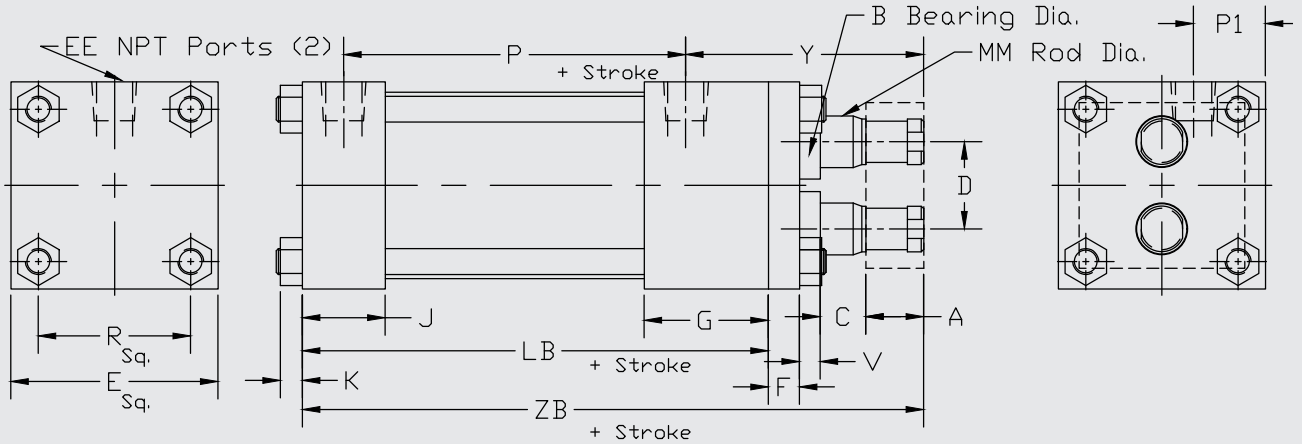 B Bearing Dia.
P1
EE NPT Ports (2)
P
+ Stroke
Y
MM Rod Dia.
D
J
G
C
A
R
Sq.
LB
+ Stroke
V
E
Sq.
K
F
ZB
+ Stroke